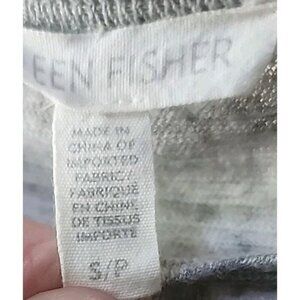 EEN FISHER
MADE IN
CHINA OF
IMPORTED
FABRIC/
FABRIQUÉ
EN CHINE
DE TISSUS
IMPORTÉ
S/P